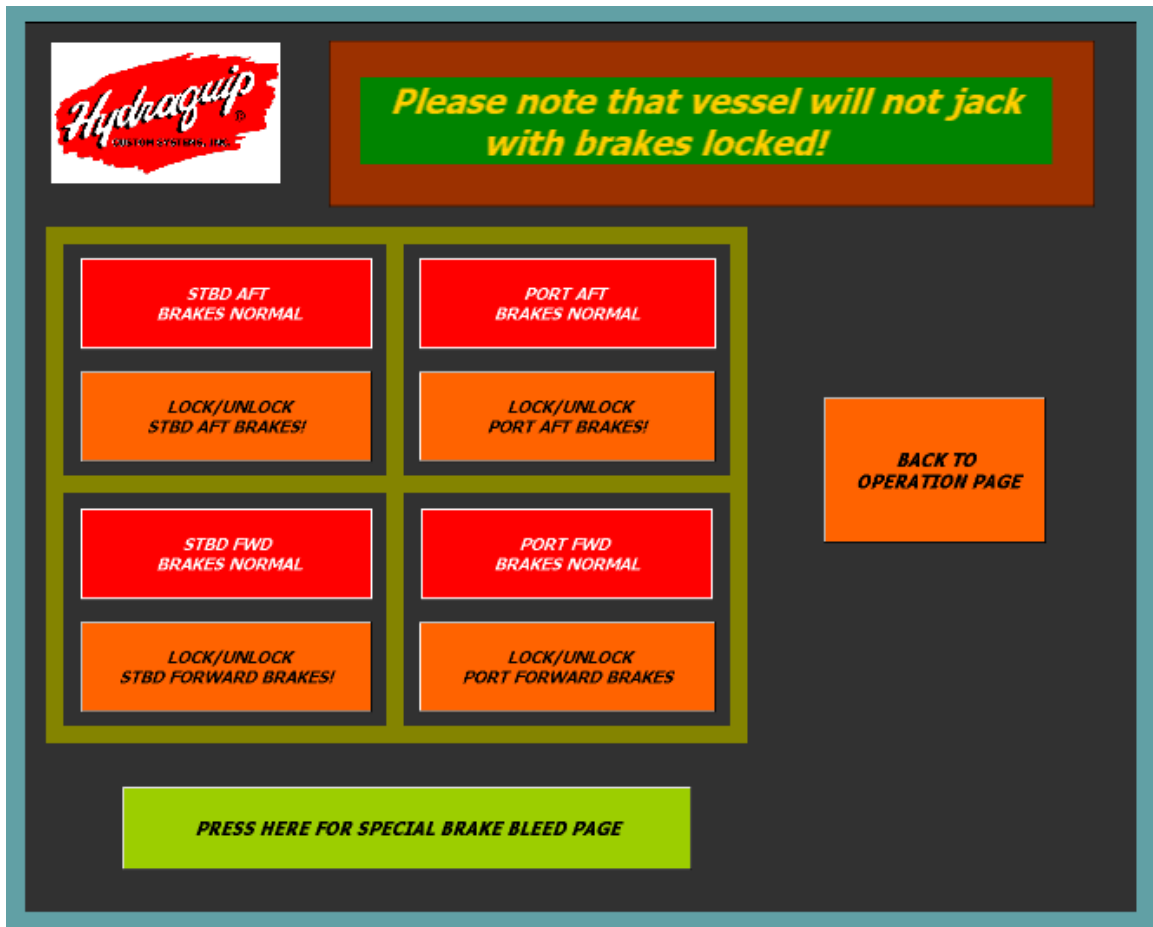 Hydraquip
CUSTOM SYSTEMS, INC.
Please note that vessel will not jack
with brakes locked!
STBD AFT
BRAKES NORMAL
PORT AFT
BRAKES NORMAL
LOCK/UNLOCK
STBD AFT BRAKES!
LOCK/UNLOCK
PORT AFT BRAKES!
BACK TO
OPERATION PAGE
STBD FWD
BRAKES NORMAL
PORT FWD
BRAKES NORMAL
LOCK/UNLOCK
STBD FORWARD BRAKES!
LOCK/UNLOCK
PORT FORWARD BRAKES
PRESS HERE FOR SPECIAL BRAKE BLEED PAGE